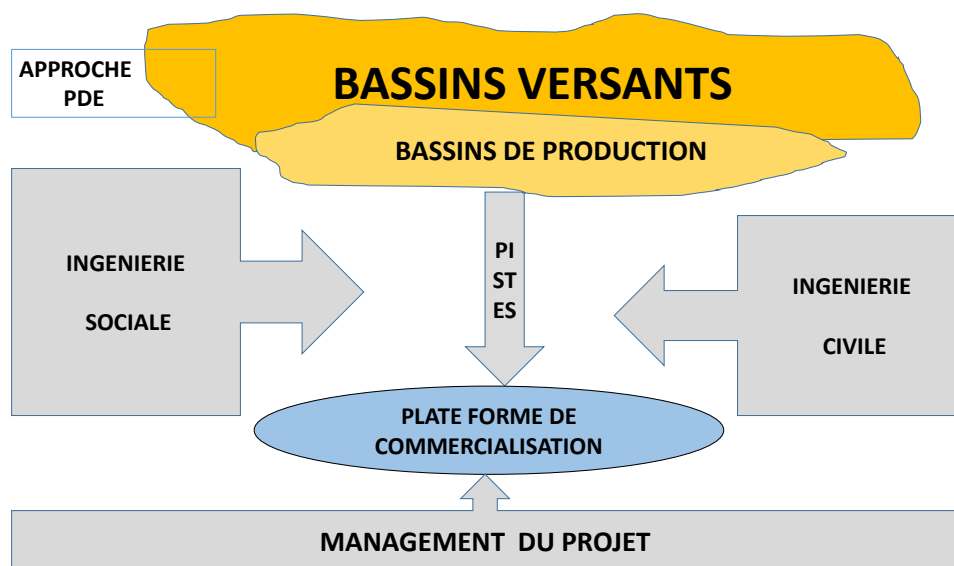 APPROCHE
PDE
BASSINS VERSANTS
BASSINS DE PRODUCTION
INGENIERIE
SOCIALE
PI
ST
ES
INGENIERIE
CIVILE
PLATE FORME DE
COMMERCIALISATION
MANAGEMENT DU PROJET